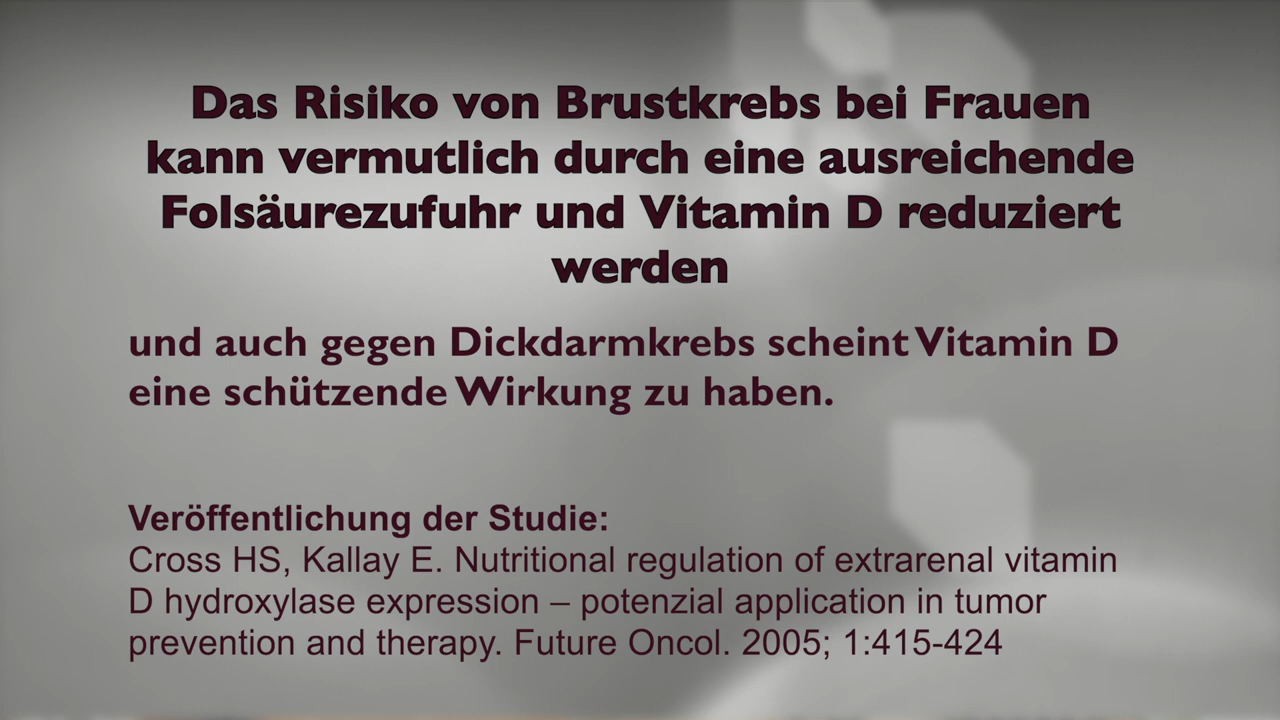 Das Risiko von Brustkrebs bei Frauen
kann vermutlich durch eine ausreichende
Folsäurezufuhr und Vitamin D reduziert
werden
und auch gegen Dickdarmkrebs scheint Vitamin D
eine schützende Wirkung zu haben.
Veröffentlichung der Studie:
Cross HS, Kallay E. Nutritional regulation of extrarenal vitamin
D hydroxylase expression – potenzial application in tumor
prevention and therapy. Future Oncol. 2005; 1:415-424